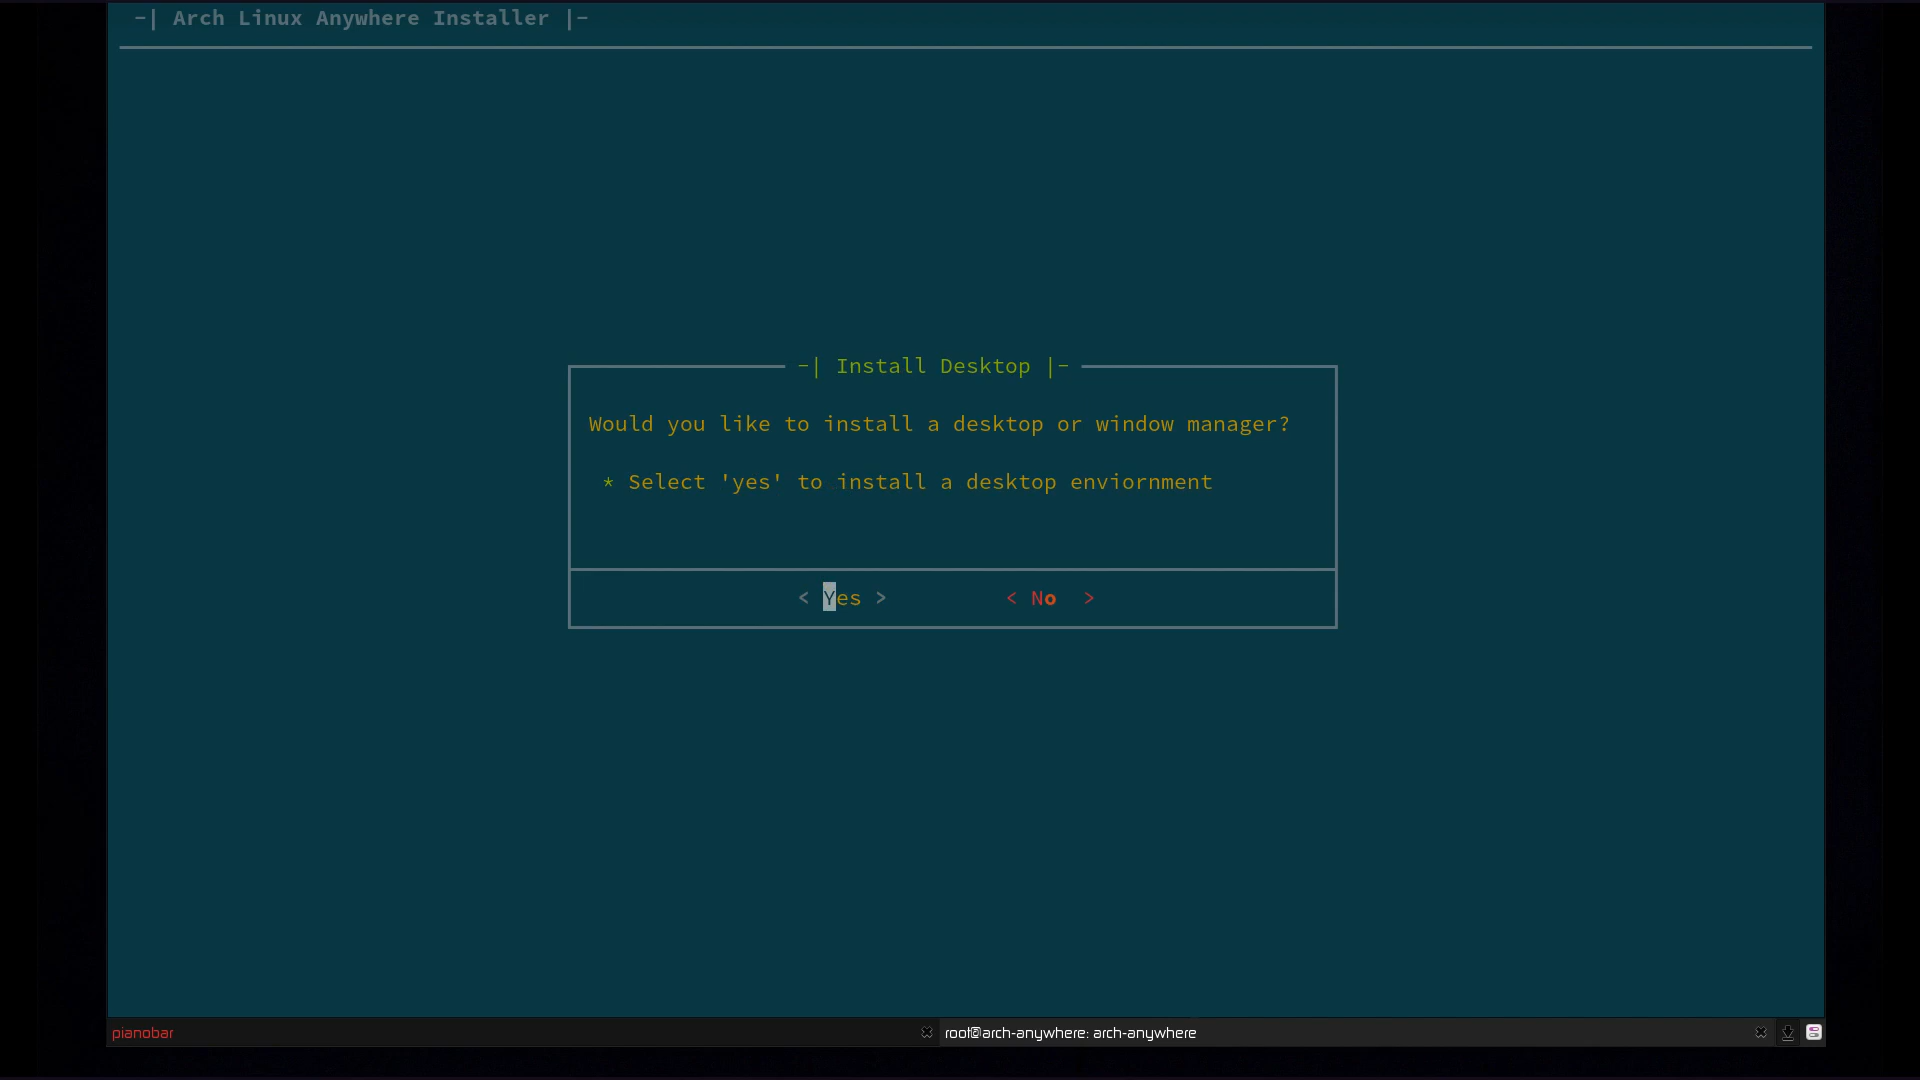 -| Arch Linux Anywhere Installer |-
-| Install Desktop |-
Would you like to install a desktop or window manager?
* Select 'yes' to install a desktop enviornment
< Yes > < No >
pianobar root@arch-anywhere: arch-anywhere